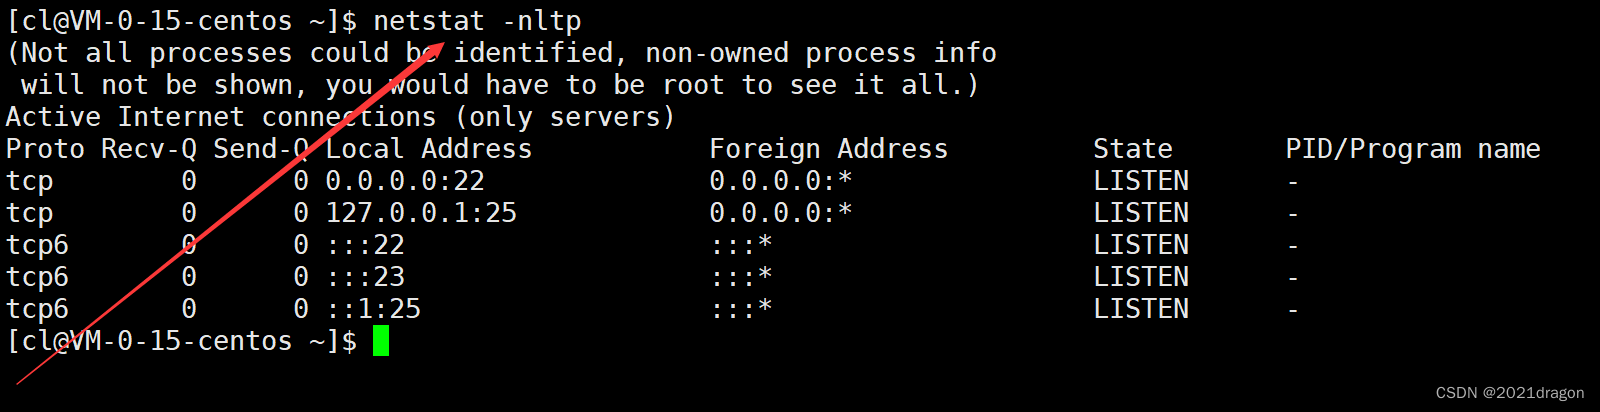 [cl@VM-0-15-centos ~]$ netstat -nltp
(Not all processes could be identified, non-owned process info
 will not be shown, you would have to be root to see it all.)
Active Internet connections (only servers)
Proto Recv-Q Send-Q Local Address           Foreign Address         State       PID/Program name
tcp        0      0 0.0.0.0:22              0.0.0.0:*               LISTEN      -
tcp        0      0 127.0.0.1:25            0.0.0.0:*               LISTEN      -
tcp6       0      0 :::22                   :::*                    LISTEN      -
tcp6       0      0 :::23                   :::*                    LISTEN      -
tcp6       0      0 ::1:25                  :::*                    LISTEN      -
[cl@VM-0-15-centos ~]$
CSDN @2021dragon